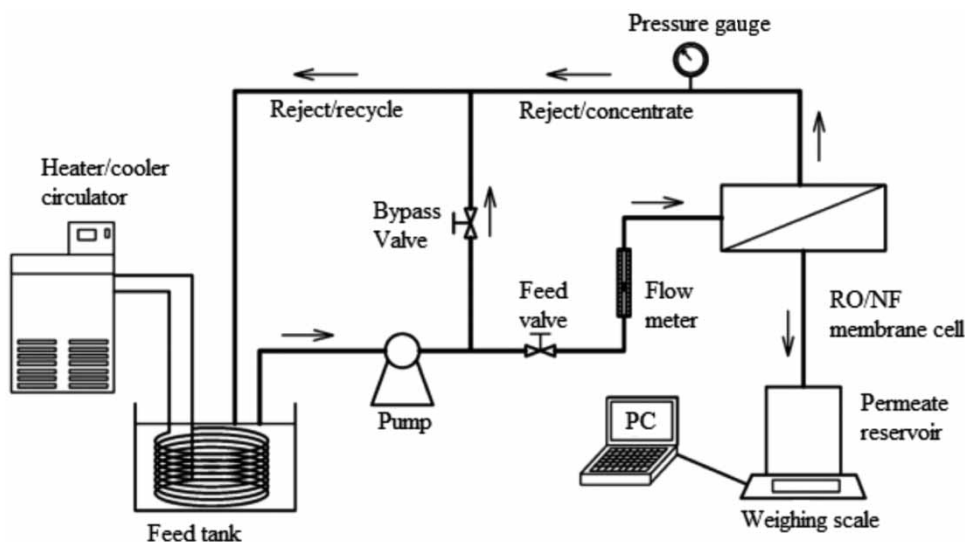 Pressure gauge
Reject/recycle
Reject/concentrate
Heater/cooler
circulator
Bypass
Valve
Feed
valve
Flow
meter
RO/NF
membrane cell
Pump
PC
Permeate
reservoir
Feed tank
Weighing scale